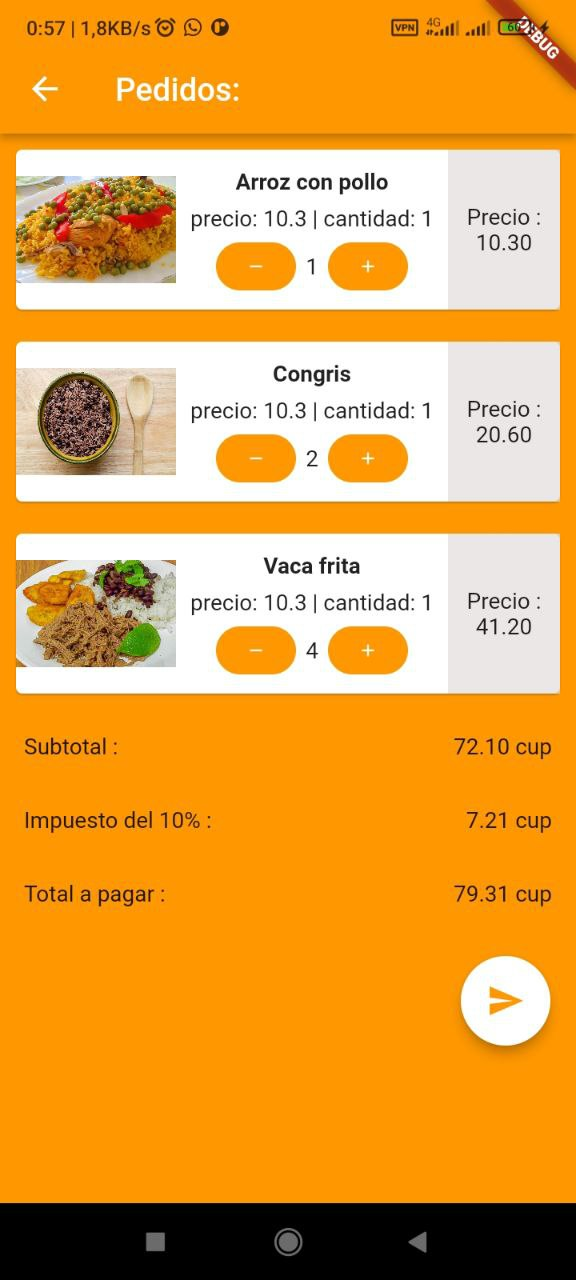 0:57 | 1,8KB/s
VPN 4G 60
DEBUG
Pedidos:
Arroz con pollo
precio: 10.3 | cantidad: 1
− 1 +
Precio :
10.30
Congris
precio: 10.3 | cantidad: 1
− 2 +
Precio :
20.60
Vaca frita
precio: 10.3 | cantidad: 1
− 4 +
Precio :
41.20
Subtotal : 72.10 cup
Impuesto del 10% : 7.21 cup
Total a pagar : 79.31 cup